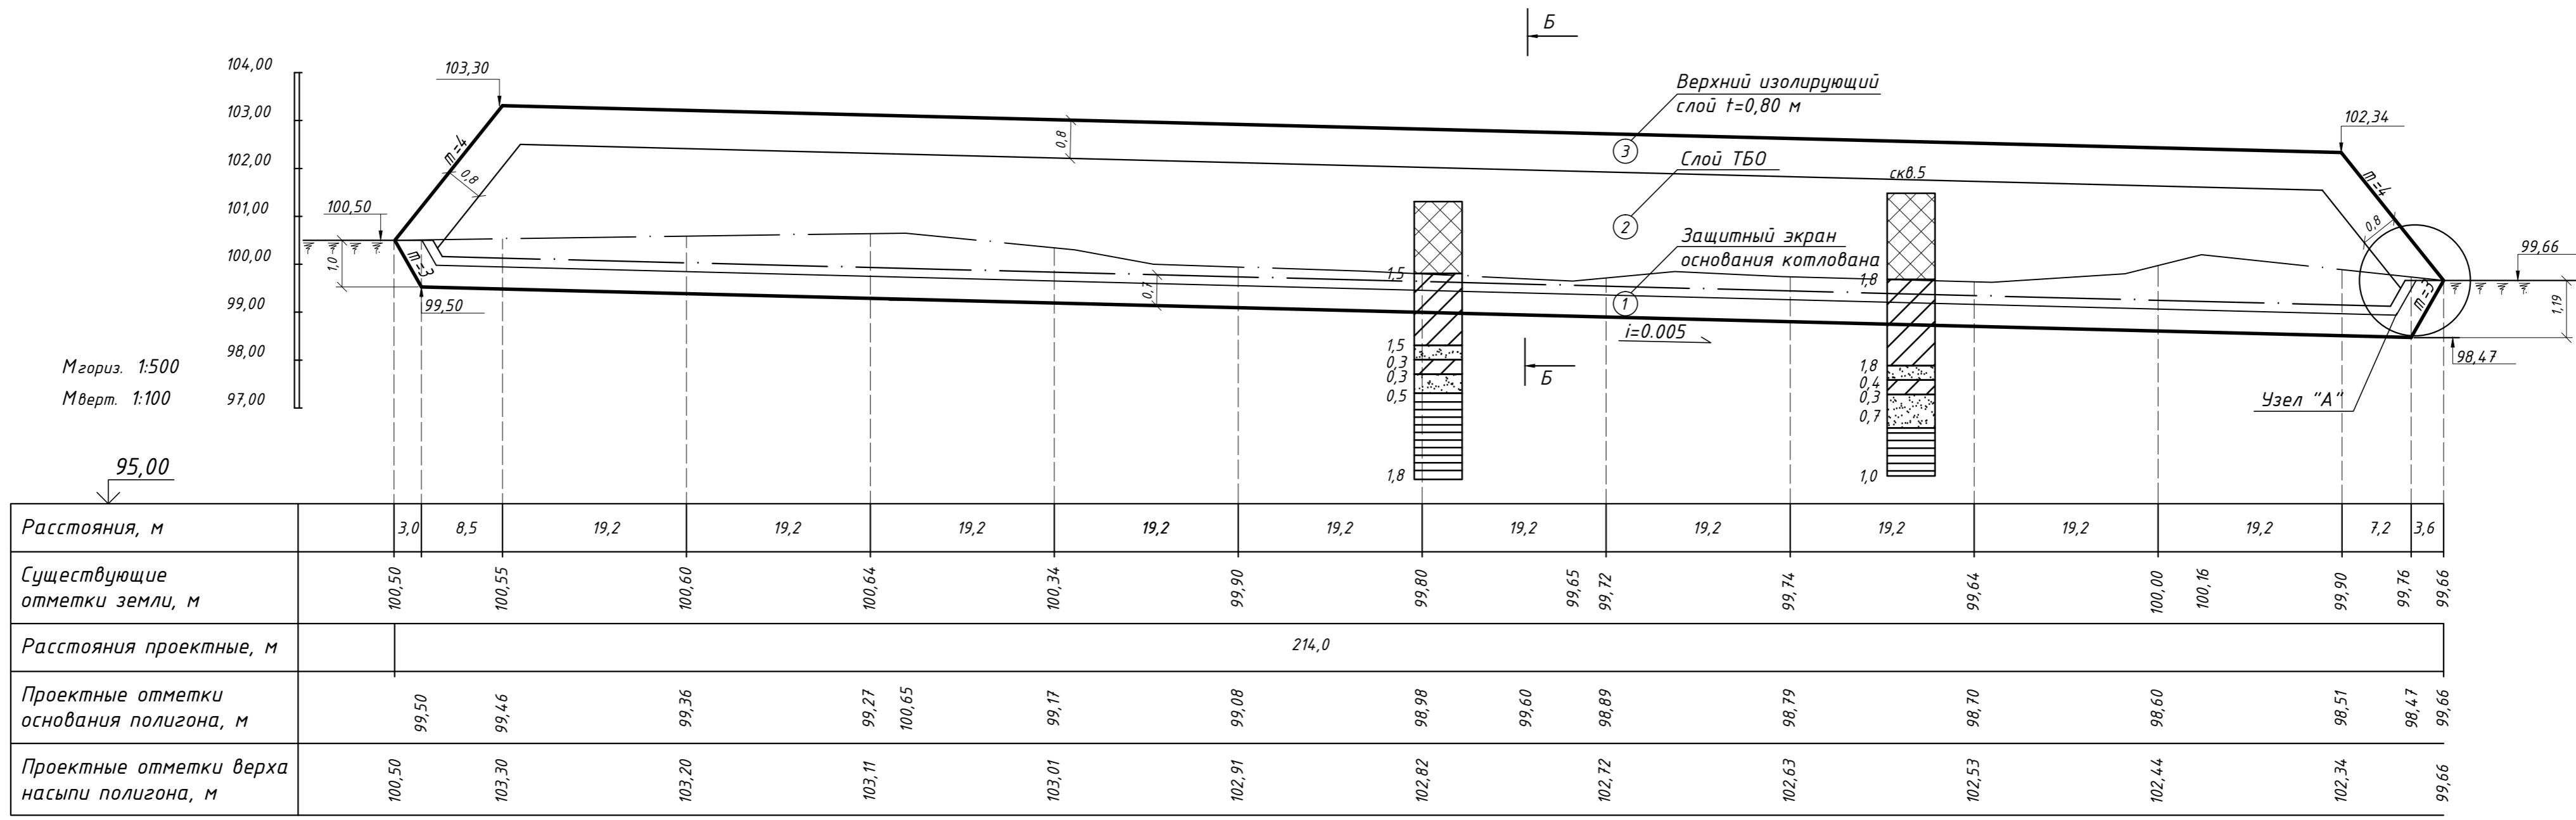 Б
104,00
103,00
102,00
101,00
100,00
99,00
98,00
97,00
103,30
Верхний изолирующий
слой t=0,80 м
102,34
m=4
0,8
0,8
3
Слой ТБО
скв.5
m=4
0,8
100,50
2
Защитный экран
основания котлована
99,66
1,0
m=3
99,50
0,7
1,5
1,8
1
i=0.005
m=3
1,19
98,47
Мгориз. 1:500
Мверт. 1:100
Б
1,5
0,3
0,3
0,5
1,8
1,8
0,4
0,3
0,7
1,0
Узел "А"
95,00
Расстояния, м
3,0 8,5 19,2 19,2 19,2 19,2 19,2 19,2 19,2 19,2 19,2 19,2 7,2 3,6
Существующие
отметки земли, м
100,50 100,55 100,60 100,64 100,34 99,90 99,80 99,65 99,72 99,74 99,64 100,00 100,16 99,90 99,76 99,66
Расстояния проектные, м
214,0
Проектные отметки
основания полигона, м
99,50 99,46 99,36 99,27 100,65 99,17 99,08 98,98 99,60 98,89 98,79 98,70 98,60 98,51 98,47 99,66
Проектные отметки верха
насыпи полигона, м
100,50 103,30 103,20 103,11 103,01 102,91 102,82 102,72 102,63 102,53 102,44 102,34 99,66